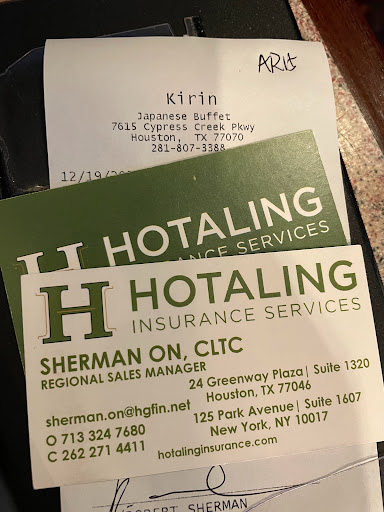 ARIt
Kirin
Japanese Buffet
7615 Cypress Creek Pkwy
Houston, TX 77070
281-807-3388
12/19/20
H HOTALING
INSURANCE SERVICES
H HOTALING
INSURANCE SERVICES
SHERMAN ON, CLTC
REGIONAL SALES MANAGER
24 Greenway Plaza| Suite 1320
Houston, TX 77046
sherman.on@hgfin.net
125 Park Avenue| Suite 1607
New York, NY 10017
O 713 324 7680
C 262 271 4411
hotalinginsurance.com
SHERMAN